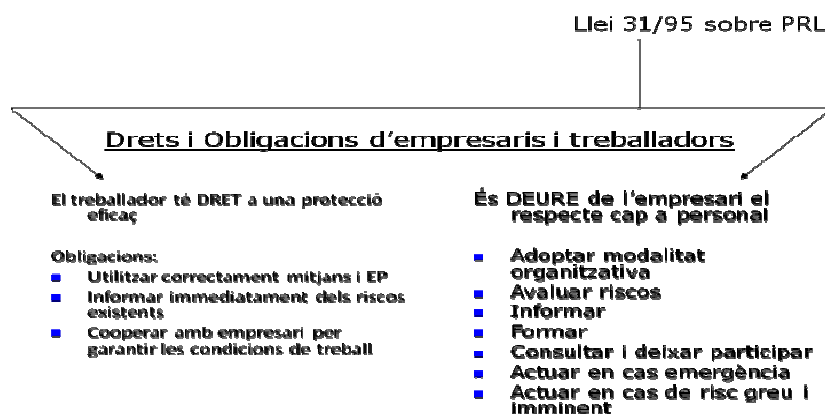 Llei 31/95 sobre PRL
Drets i Obligacions d'empresaris i treballadors
El treballador té DRET a una protecció
eficaç
Obligacions:
Utilitzar correctament mitjans i EP
Informar immediatament dels riscos
existents
Cooperar amb empresari per
garantir les condicions de treball
És DEURE de l'empresari el
respecte cap a personal
Adoptar modalitat
organitzativa
Avaluar riscos
Informar
Formar
Consultar i deixar participar
Actuar en cas emergència
Actuar en cas de risc greu i
imminent